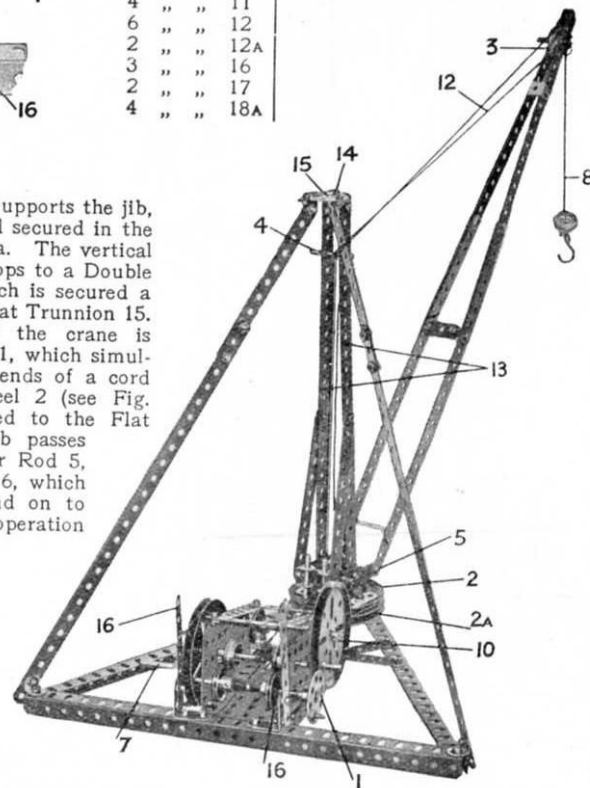 4 „ „ 11
6 „ „ 12
2 „ „ 12A
3 „ „ 16
2 „ „ 17
4 „ „ 18A
16
upports the jib,
secured in the
a. The vertical
ops to a Double
ch is secured a
at Trunnion 15.
the crane is
1, which simul-
ends of a cord
eel 2 (see Fig.
ed to the Flat
b passes
r Rod 5,
6, which
d on to
operation
3
12
8
15
14
4
13
5
2
2A
10
16
7
16
1